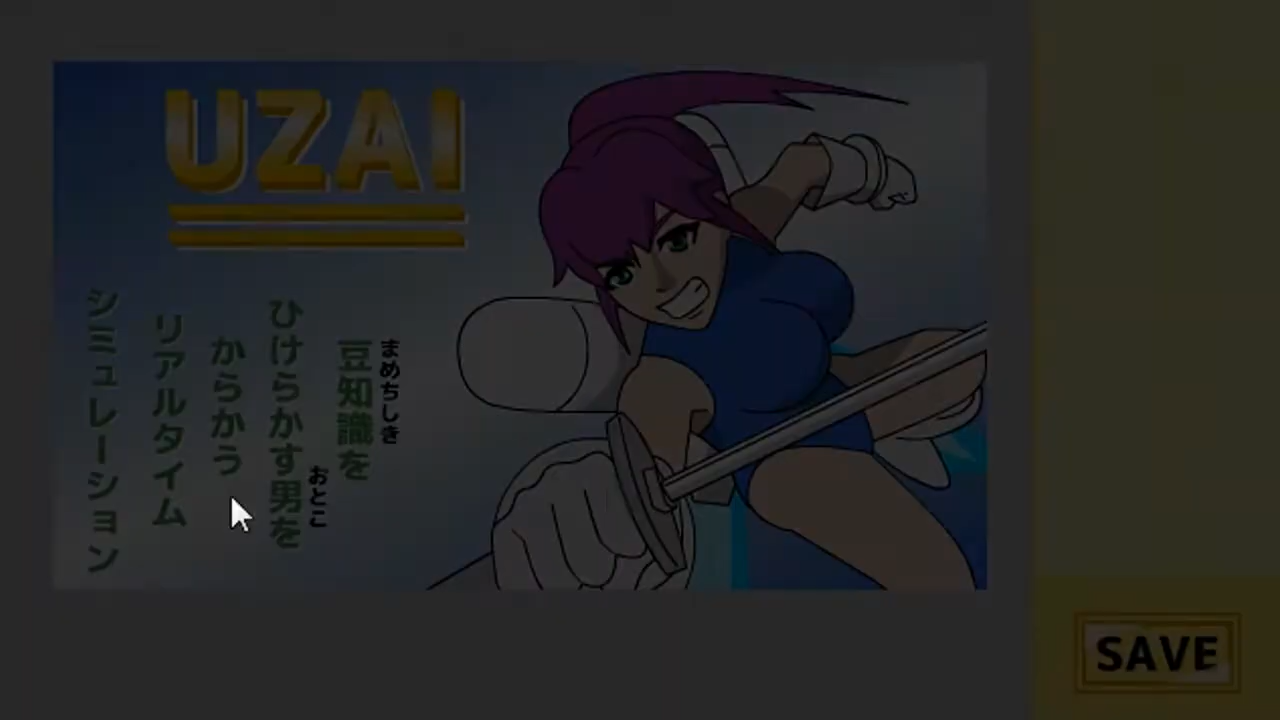 UZAI
まめちしき
豆知識を
ひけらかす男を
おとこ
からかう
リアルタイム
シミュレーション
SAVE